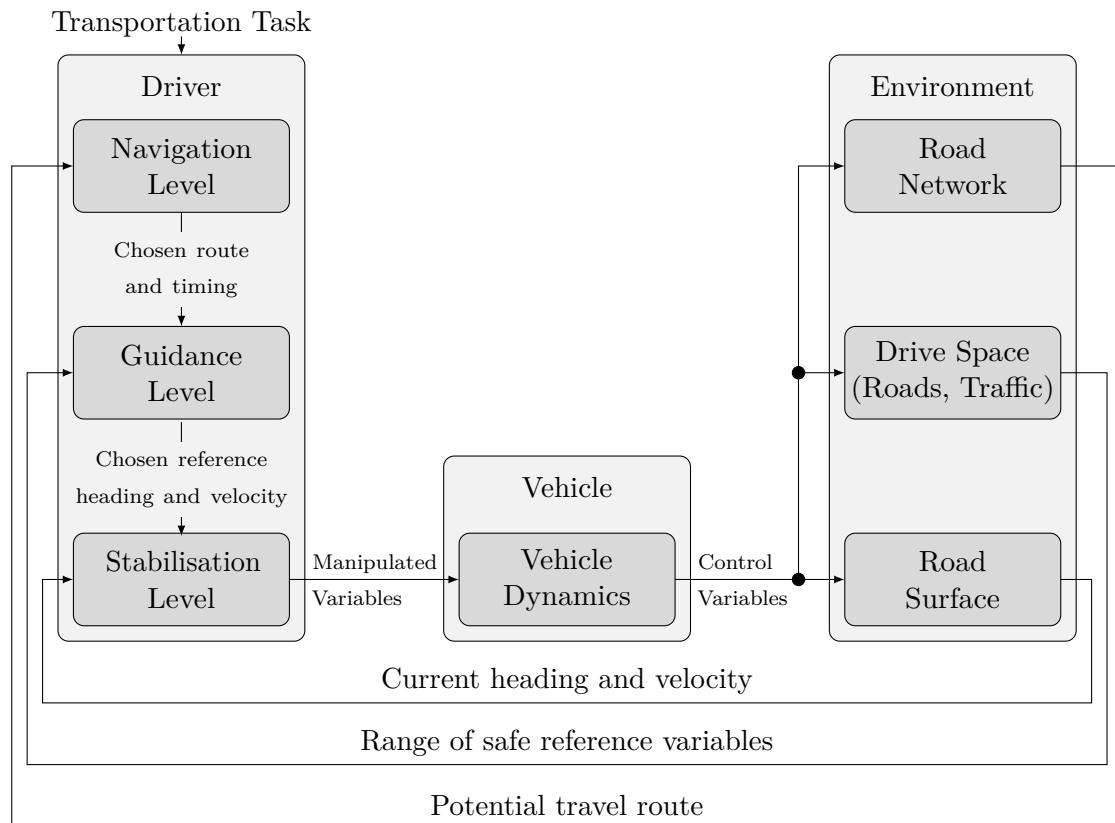 Transportation Task
Driver
Navigation
Level
Chosen route
and timing
Guidance
Level
Chosen reference
heading and velocity
Stabilisation
Level
Manipulated
Variables
Vehicle
Vehicle
Dynamics
Control
Variables
Environment
Road
Network
Drive Space
(Roads, Traffic)
Road
Surface
Current heading and velocity
Range of safe reference variables
Potential travel route